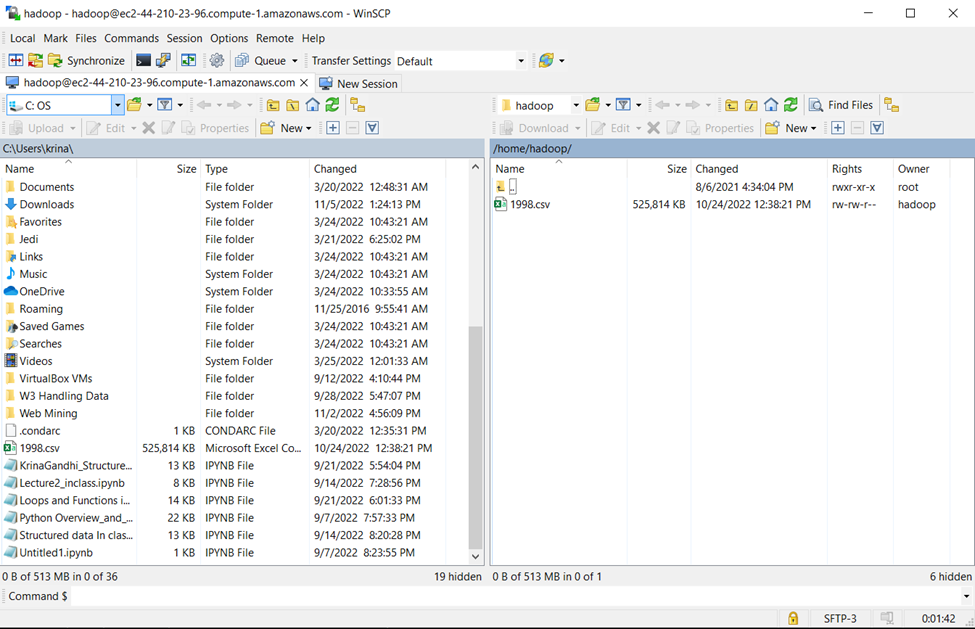 hadoop - hadoop@ec2-44-210-23-96.compute-1.amazonaws.com - WinSCP
Local Mark Files Commands Session Options Remote Help
Synchronize Queue Transfer Settings Default
hadoop@ec2-44-210-23-96.compute-1.amazonaws.com New Session
C: OS hadoop Find Files
Upload Edit Properties New Download Edit Properties New
C:\Users\krina\ /home/hadoop/
Name Size Type Changed Name Size Changed Rights Owner
Documents File folder 3/20/2022 12:48:31 AM .. 8/6/2021 4:34:04 PM rwxr-xr-x root
Downloads System Folder 11/5/2022 1:24:13 PM 1998.csv 525,814 KB 10/24/2022 12:38:21 PM rw-rw-r-- hadoop
Favorites File folder 3/24/2022 10:43:21 AM
Jedi File folder 3/21/2022 6:25:02 PM
Links File folder 3/24/2022 10:43:21 AM
Music System Folder 3/24/2022 10:43:21 AM
OneDrive System Folder 3/24/2022 10:33:55 AM
Roaming File folder 11/25/2016 9:55:41 AM
Saved Games File folder 3/24/2022 10:43:21 AM
Searches File folder 3/24/2022 10:43:21 AM
Videos System Folder 3/25/2022 12:01:33 AM
VirtualBox VMs File folder 9/12/2022 4:10:44 PM
W3 Handling Data File folder 9/28/2022 5:47:07 PM
Web Mining File folder 11/2/2022 4:56:09 PM
.condarc 1 KB CONDARC File 3/20/2022 12:35:31 PM
1998.csv 525,814 KB Microsoft Excel Co... 10/24/2022 12:38:21 PM
KrinaGandhi_Structure... 13 KB IPYNB File 9/21/2022 5:54:04 PM
Lecture2_inclass.ipynb 8 KB IPYNB File 9/14/2022 7:28:56 PM
Loops and Functions i... 14 KB IPYNB File 9/21/2022 6:01:33 PM
Python Overview_and_... 22 KB IPYNB File 9/7/2022 7:57:33 PM
Structured data In clas... 13 KB IPYNB File 9/14/2022 8:20:28 PM
Untitled1.ipynb 1 KB IPYNB File 9/7/2022 8:23:55 PM
0 B of 513 MB in 0 of 36 19 hidden 0 B of 513 MB in 0 of 1 6 hidden
Command $
SFTP-3 0:01:42